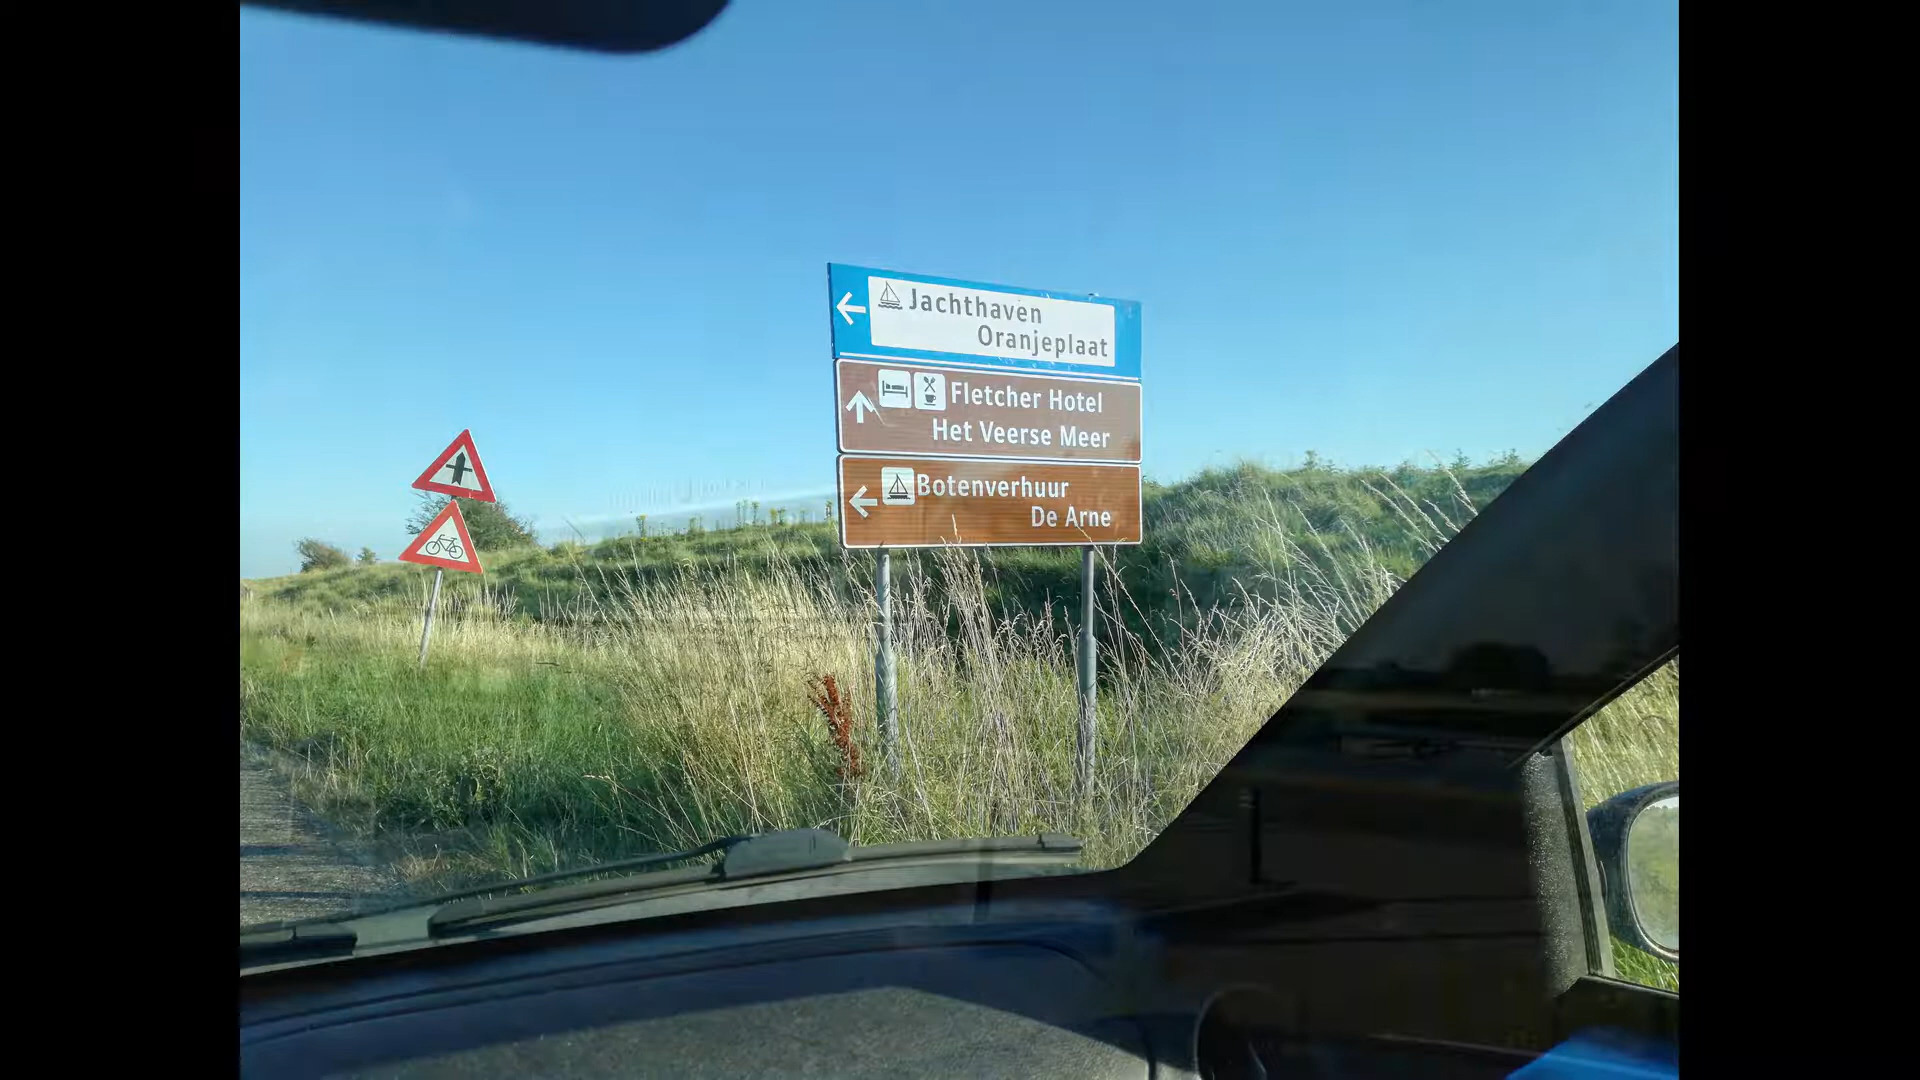 Jachthaven
Oranjeplaat
Fletcher Hotel
Het Veerse Meer
Botenverhuur
De Arne